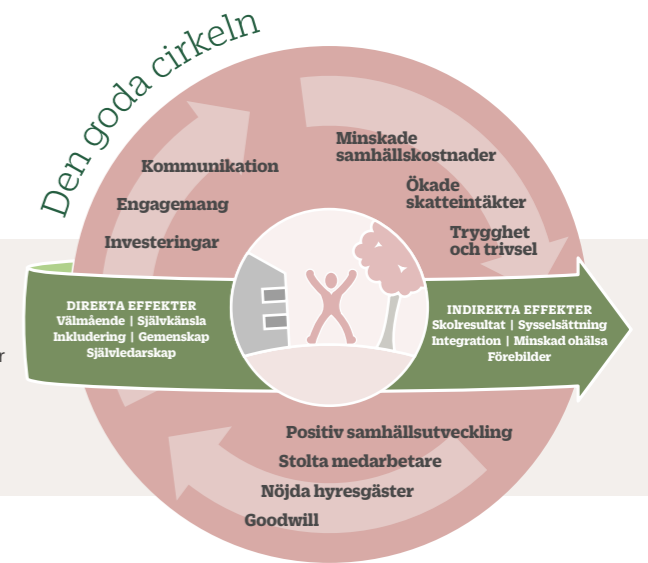 Den goda cirkeln
Kommunikation
Engagemang
Investeringar
Minskade
samhällskostnader
Ökade
skatteintäkter
Trygghet
och trivsel
DIREKTA EFFEKTER
Välmående | Självkänsla
Inkludering | Gemenskap
Självledarskap
INDIREKTA EFFEKTER
Skolresultat | Sysselsättning
Integration | Minskad ohälsa
Förebilder
r
Positiv samhällsutveckling
Stolta medarbetare
Nöjda hyresgäster
Goodwill